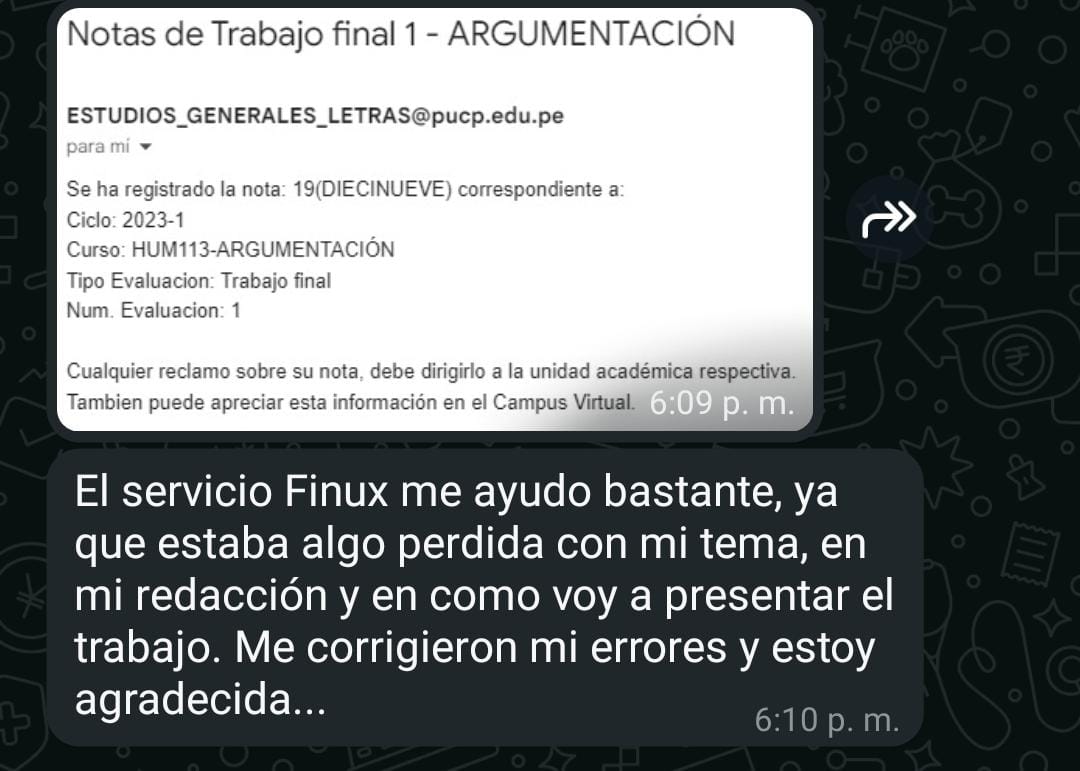 Notas de Trabajo final 1 - ARGUMENTACIÓN
ESTUDIOS_GENERALES_LETRAS@pucp.edu.pe
para mí
Se ha registrado la nota: 19(DIECINUEVE) correspondiente a:
Ciclo: 2023-1
Curso: HUM113-ARGUMENTACIÓN
Tipo Evaluacion: Trabajo final
Num. Evaluacion: 1
Cualquier reclamo sobre su nota, debe dirigirlo a la unidad académica respectiva.
Tambien puede apreciar esta información en el Campus Virtual.
6:09 p. m.
El servicio Finux me ayudo bastante, ya
que estaba algo perdida con mi tema, en
mi redacción y en como voy a presentar el
trabajo. Me corrigieron mi errores y estoy
agradecida...
6:10 p. m.